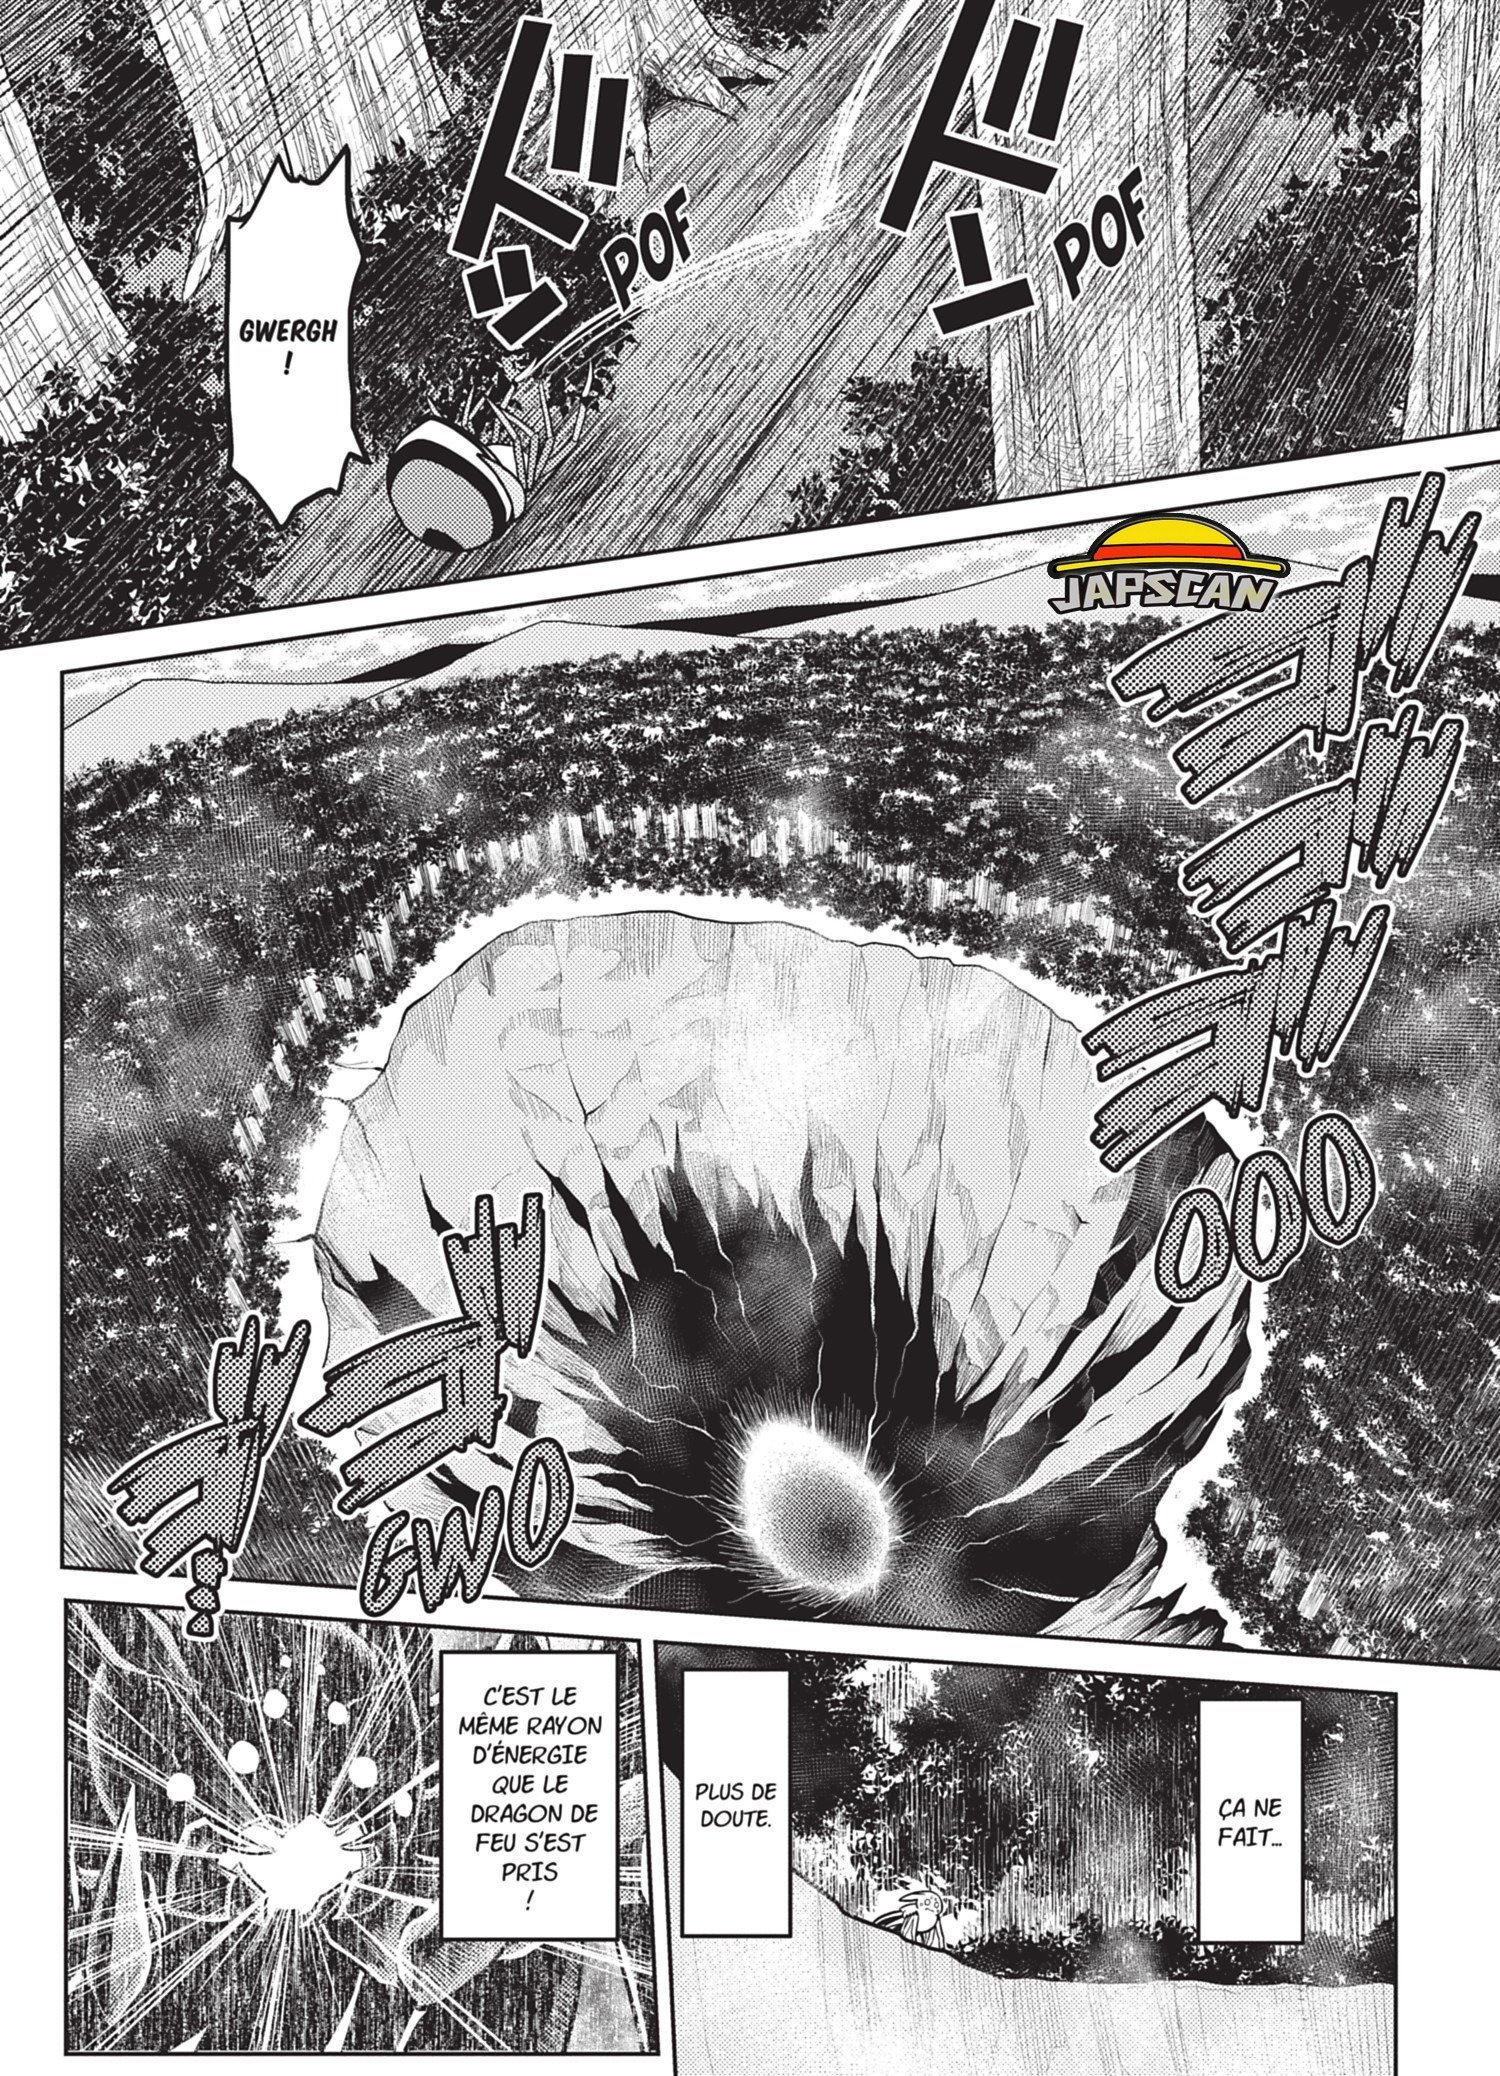 ドッ
POF
ドー
POF
GWERGH
!
JAPSCAN
OOO
GWO
ÇA NE
FAIT...
PLUS DE
DOUTE.
C'EST LE
MÊME RAYON
D'ÉNERGIE
QUE LE
DRAGON DE
FEU S'EST
PRIS
!